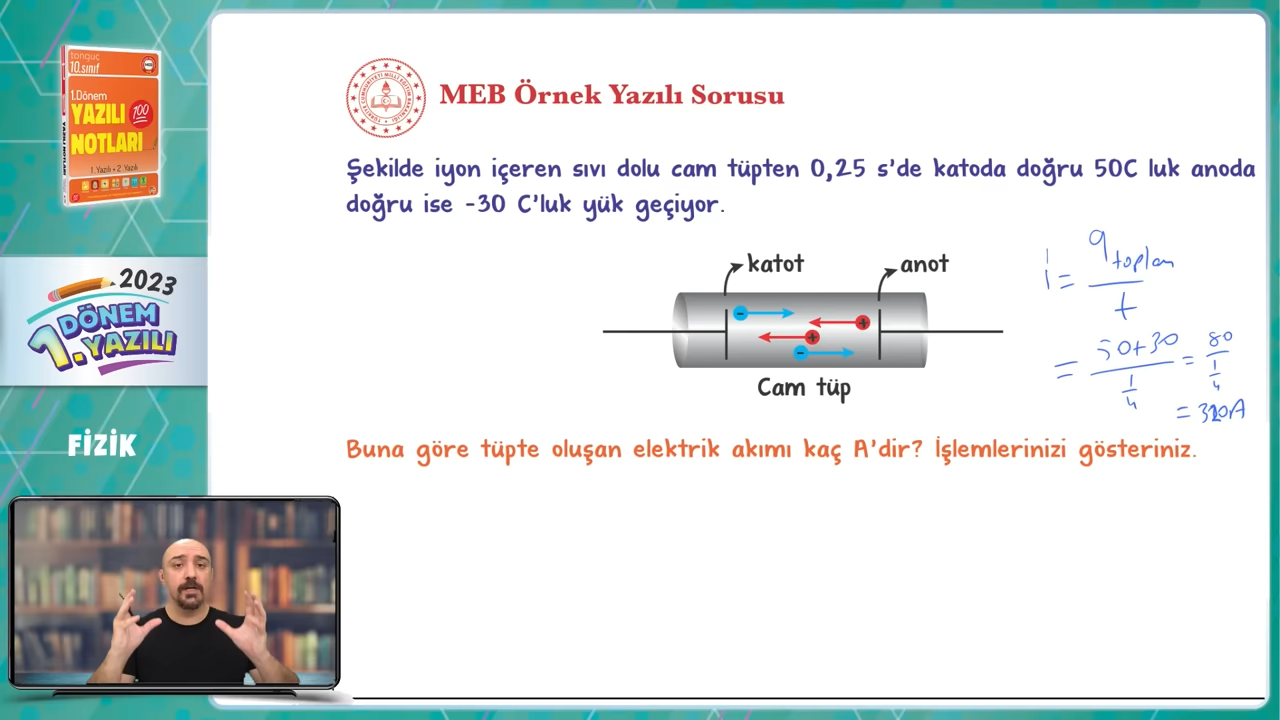 tonguç
10.sınıf
1.Dönem
YAZILI
100
NOTLARI
1. Yazılı • 2. Yazılı
YAZILI NOTLARI
2023
1. DÖNEM
YAZILI
FİZİK
MEB Örnek Yazılı Sorusu
Şekilde iyon içeren sıvı dolu cam tüpten 0,25 s'de katoda doğru 50C luk anoda
doğru ise -30 C'luk yük geçiyor.
katot
anot
- +
+
-
Cam tüp
i = q toplam
t
= 50+30 = 80
1/4 1/4
= 320A
Buna göre tüpte oluşan elektrik akımı kaç A'dir? İşlemlerinizi gösteriniz.